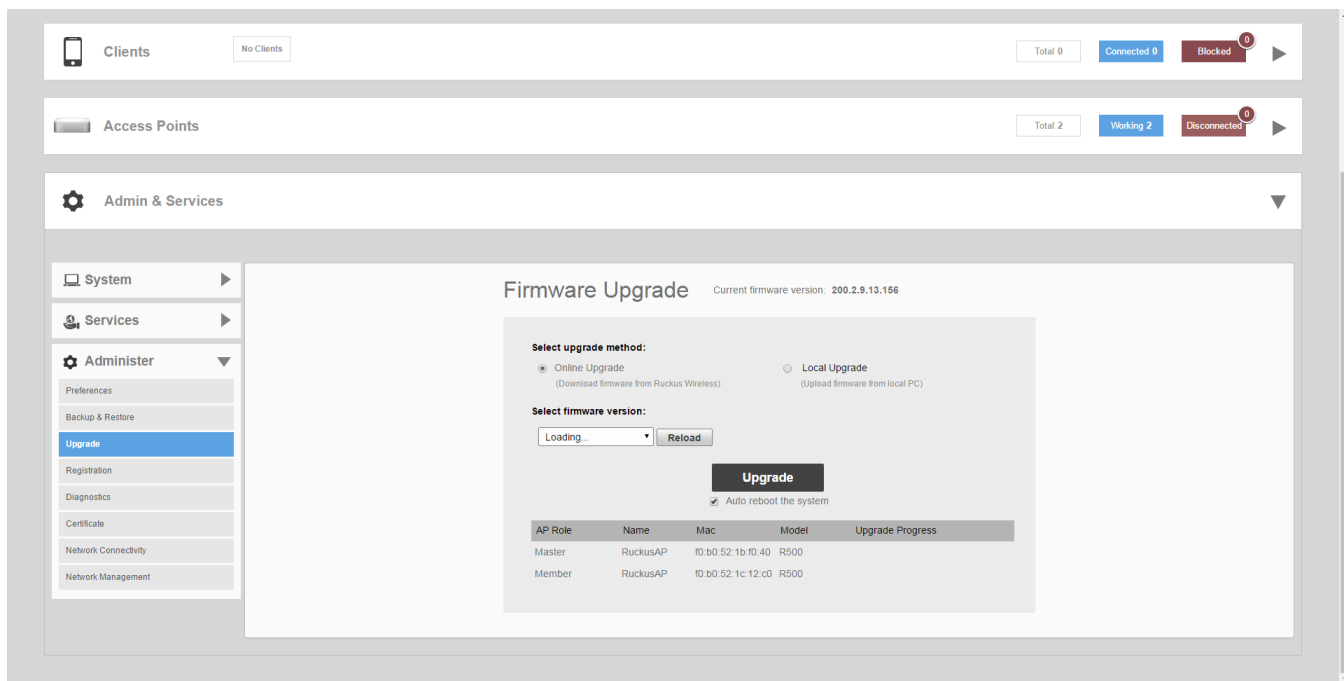 Clients No Clients Total 0 Connected 0 Blocked 0
Access Points Total 2 Working 2 Disconnected 0
Admin & Services
System
Services
Administer
Preferences
Backup & Restore
Upgrade
Registration
Diagnostics
Certificate
Network Connectivity
Network Management
Firmware Upgrade Current firmware version: 200.2.9.13.156
Select upgrade method:
Online Upgrade Local Upgrade
(Download firmware from Ruckus Wireless) (Upload firmware from local PC)
Select firmware version:
Loading... Reload
Upgrade
Auto reboot the system
AP Role Name Mac Model Upgrade Progress
Master RuckusAP f0:b0:52:1b:f0:40 R500
Member RuckusAP f0:b0:52:1c:12:c0 R500